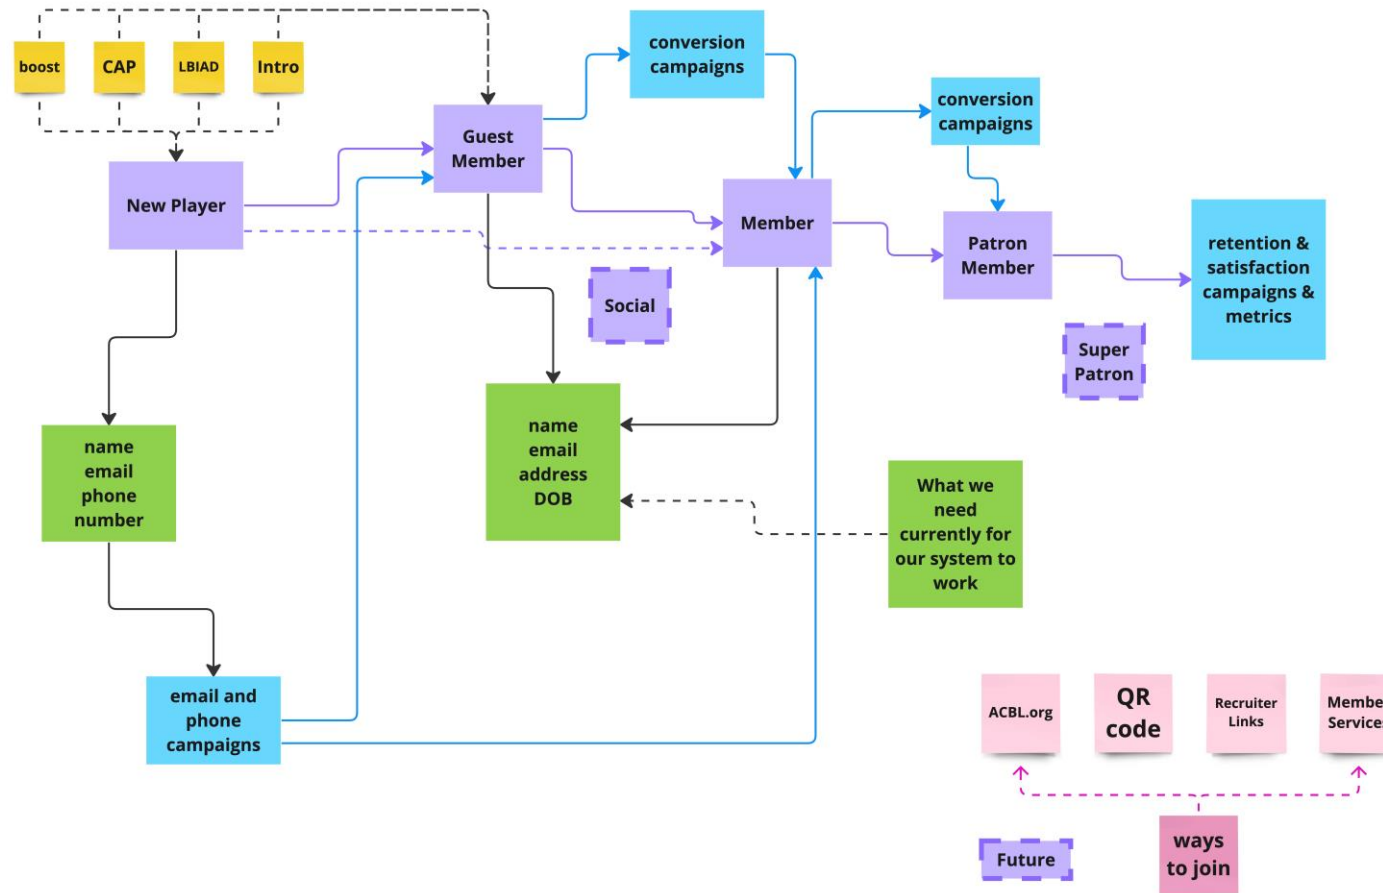 boost
CAP
LBIAD
Intro
conversion
campaigns
conversion
campaigns
Guest
Member
New Player
Member
Patron
Member
retention &
satisfaction
campaigns &
metrics
Social
Super
Patron
name
email
phone
number
name
email
address
DOB
What we
need
currently for
our system to
work
email and
phone
campaigns
ACBL.org
QR
code
Recruiter
Links
Membe
Services
Future
ways
to join